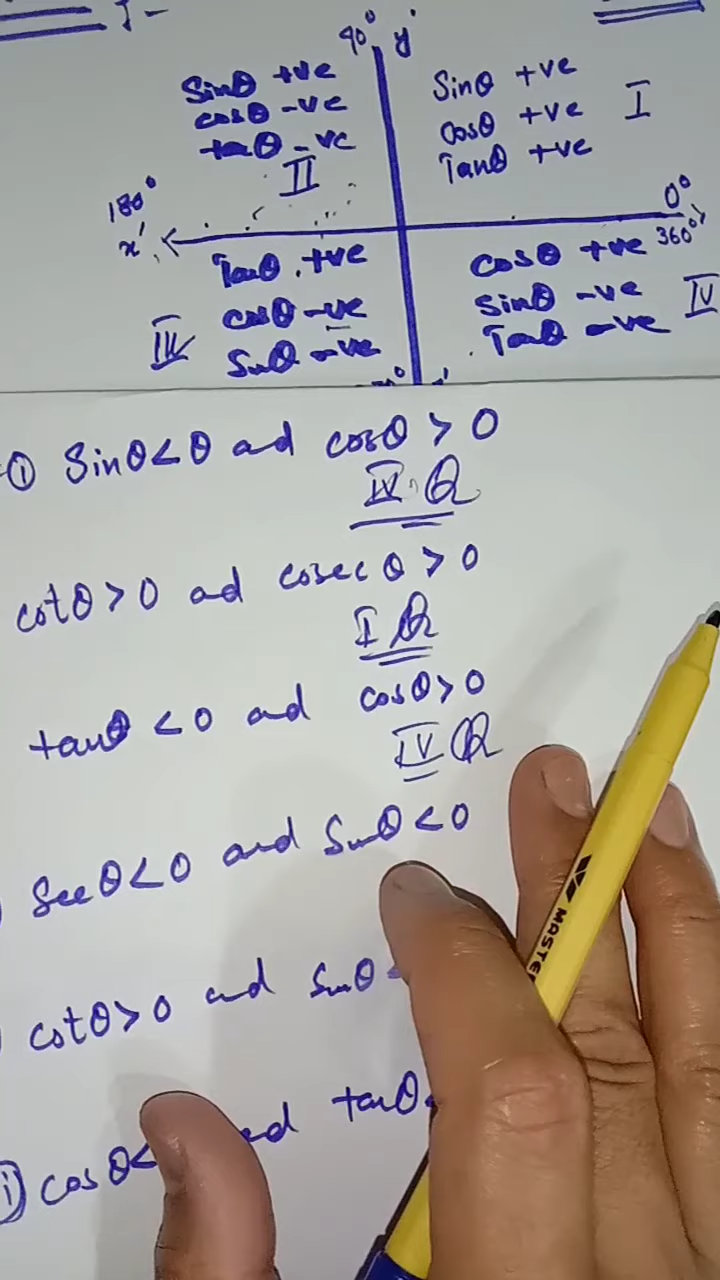 90° y'
Sinθ +ve
cosθ -ve
tanθ -ve
II
Sinθ +ve
cosθ +ve
Tanθ +ve
I
180°
x'
0°
360°
Tanθ +ve
cosθ -ve
Sinθ -ve
III
cosθ +ve
sinθ -ve
Tanθ -ve
IV
① Sinθ<θ and cosθ > 0
IV Q
cotθ>0 ad cosecθ>0
I Q
tanθ <0 and cosθ>0
IV Q
Secθ<0 and Sinθ<0
cotθ>0 and Sinθ
i) cosθ< tanθ
MASTE